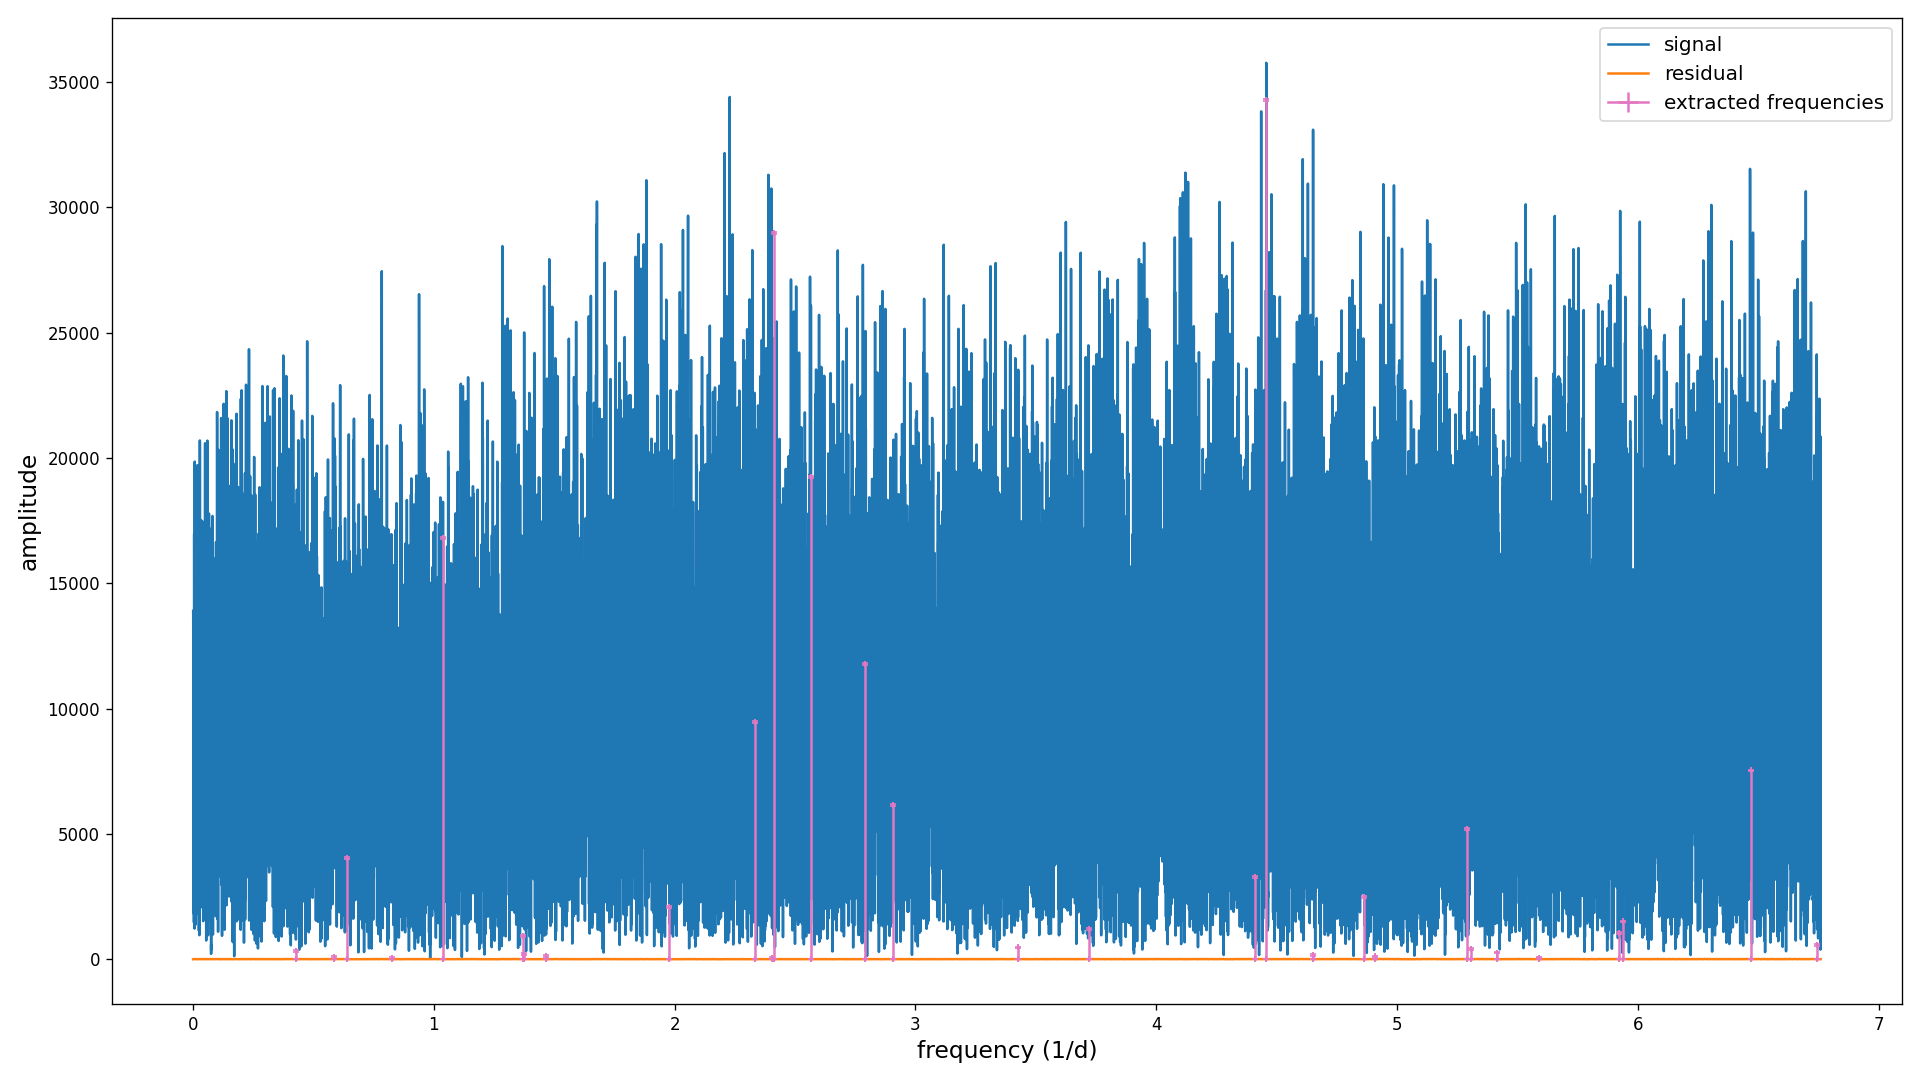 signal
residual
extracted frequencies
amplitude
35000
30000
25000
20000
15000
10000
5000
0
0 1 2 3 4 5 6 7
frequency (1/d)